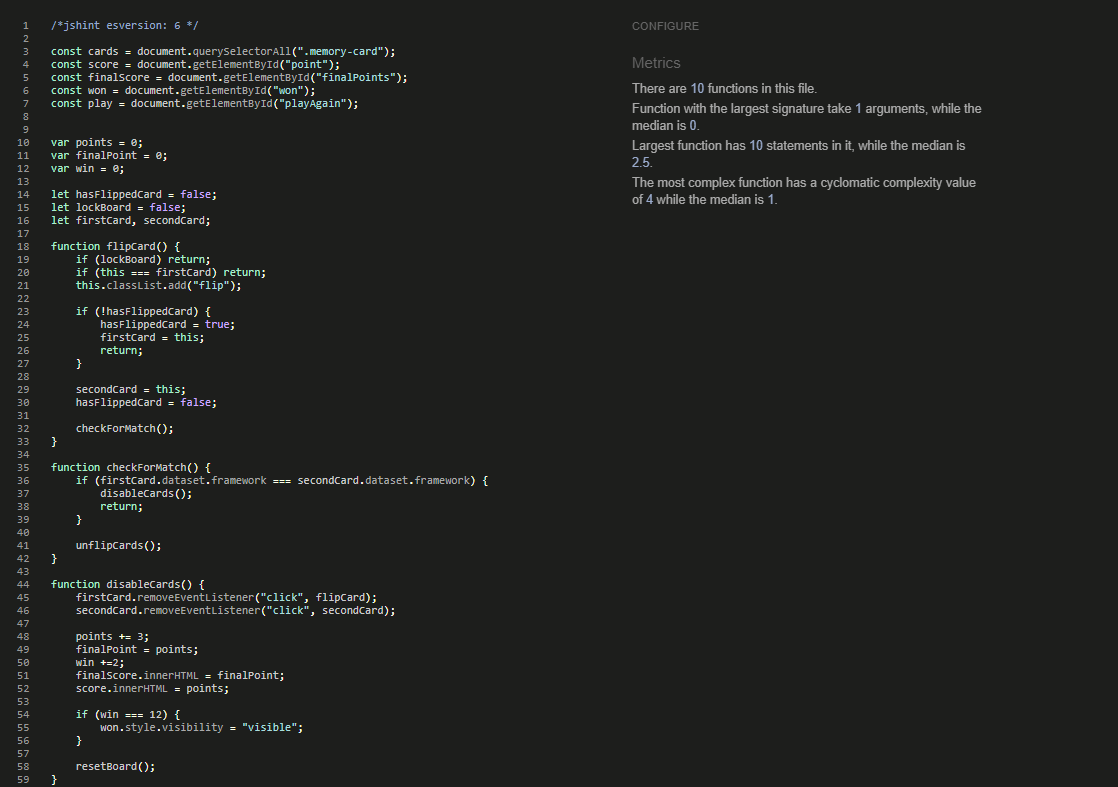 1 /*jshint esversion: 6 */
2
3 const cards = document.querySelectorAll(".memory-card");
4 const score = document.getElementById("point");
5 const finalScore = document.getElementById("finalPoints");
6 const won = document.getElementById("won");
7 const play = document.getElementById("playAgain");
8
9
10 var points = 0;
11 var finalPoint = 0;
12 var win = 0;
13
14 let hasFlippedCard = false;
15 let lockBoard = false;
16 let firstCard, secondCard;
17
18 function flipCard() {
19     if (lockBoard) return;
20     if (this === firstCard) return;
21     this.classList.add("flip");
22
23     if (!hasFlippedCard) {
24         hasFlippedCard = true;
25         firstCard = this;
26         return;
27     }
28
29     secondCard = this;
30     hasFlippedCard = false;
31
32     checkForMatch();
33 }
34
35 function checkForMatch() {
36     if (firstCard.dataset.framework === secondCard.dataset.framework) {
37         disableCards();
38         return;
39     }
40
41     unflipCards();
42 }
43
44 function disableCards() {
45     firstCard.removeEventListener("click", flipCard);
46     secondCard.removeEventListener("click", secondCard);
47
48     points += 3;
49     finalPoint = points;
50     win +=2;
51     finalScore.innerHTML = finalPoint;
52     score.innerHTML = points;
53
54     if (win === 12) {
55         won.style.visibility = "visible";
56     }
57
58     resetBoard();
59 }
CONFIGURE
Metrics
There are 10 functions in this file.
Function with the largest signature take 1 arguments, while the
median is 0.
Largest function has 10 statements in it, while the median is
2.5.
The most complex function has a cyclomatic complexity value
of 4 while the median is 1.